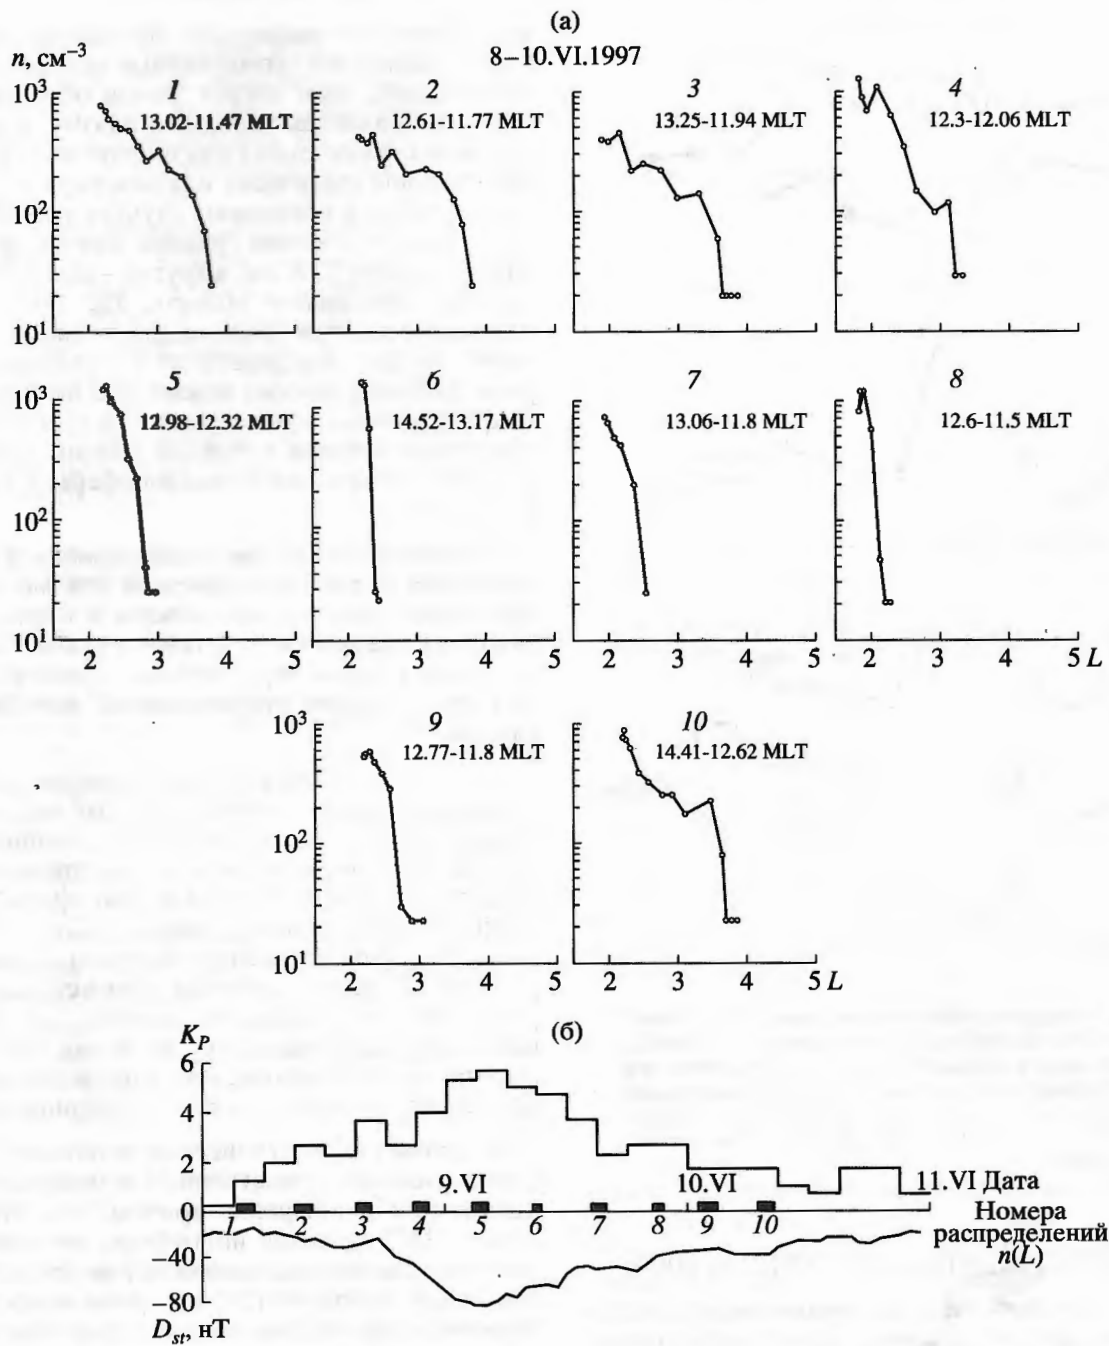 (а)
8–10.VI.1997
n, см⁻³
10³
10²
10¹
1
13.02-11.47 MLT
2
12.61-11.77 MLT
3
13.25-11.94 MLT
4
12.3-12.06 MLT
10³
10²
10¹
5
12.98-12.32 MLT
6
14.52-13.17 MLT
7
13.06-11.8 MLT
8
12.6-11.5 MLT
2 3 4 5
2 3 4 5
2 3 4 5
2 3 4 5 L
10³
10²
10¹
9
12.77-11.8 MLT
10
14.41-12.62 MLT
2 3 4 5
2 3 4 5 L
(б)
K_P
6
4
2
0
9.VI
10.VI
11.VI Дата
1 2 3 4 5 6 7 8 9 10
Номера
распределений
n(L)
−40
−80
D_st, нТ